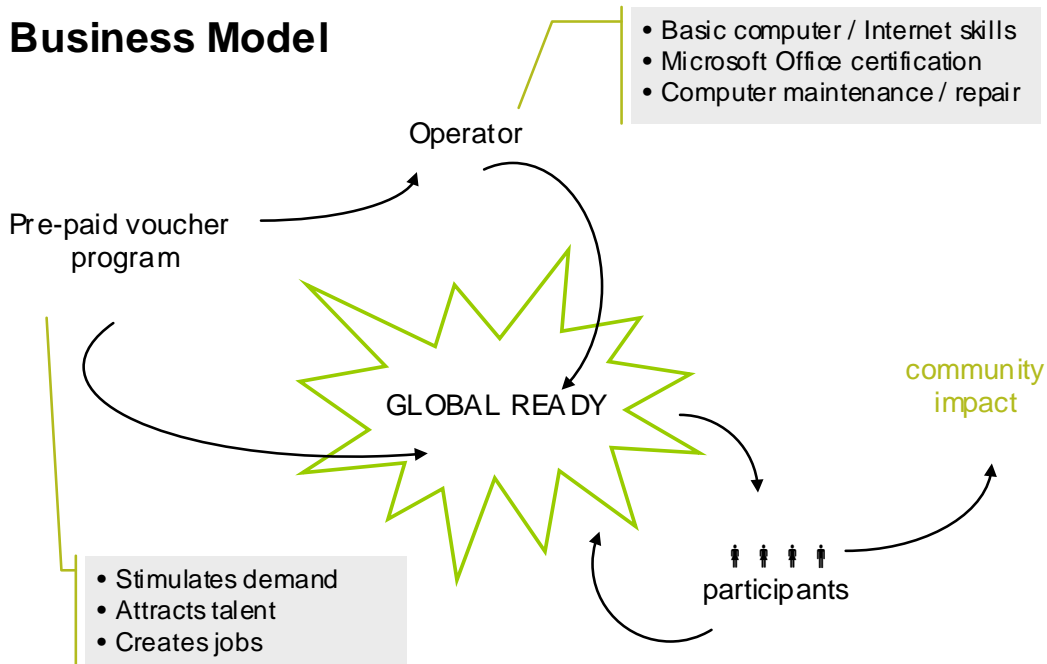 Business Model
• Basic computer / Internet skills
• Microsoft Office certification
• Computer maintenance / repair
Operator
Pre-paid voucher
program
GLOBAL READY
community
impact
participants
• Stimulates demand
• Attracts talent
• Creates jobs